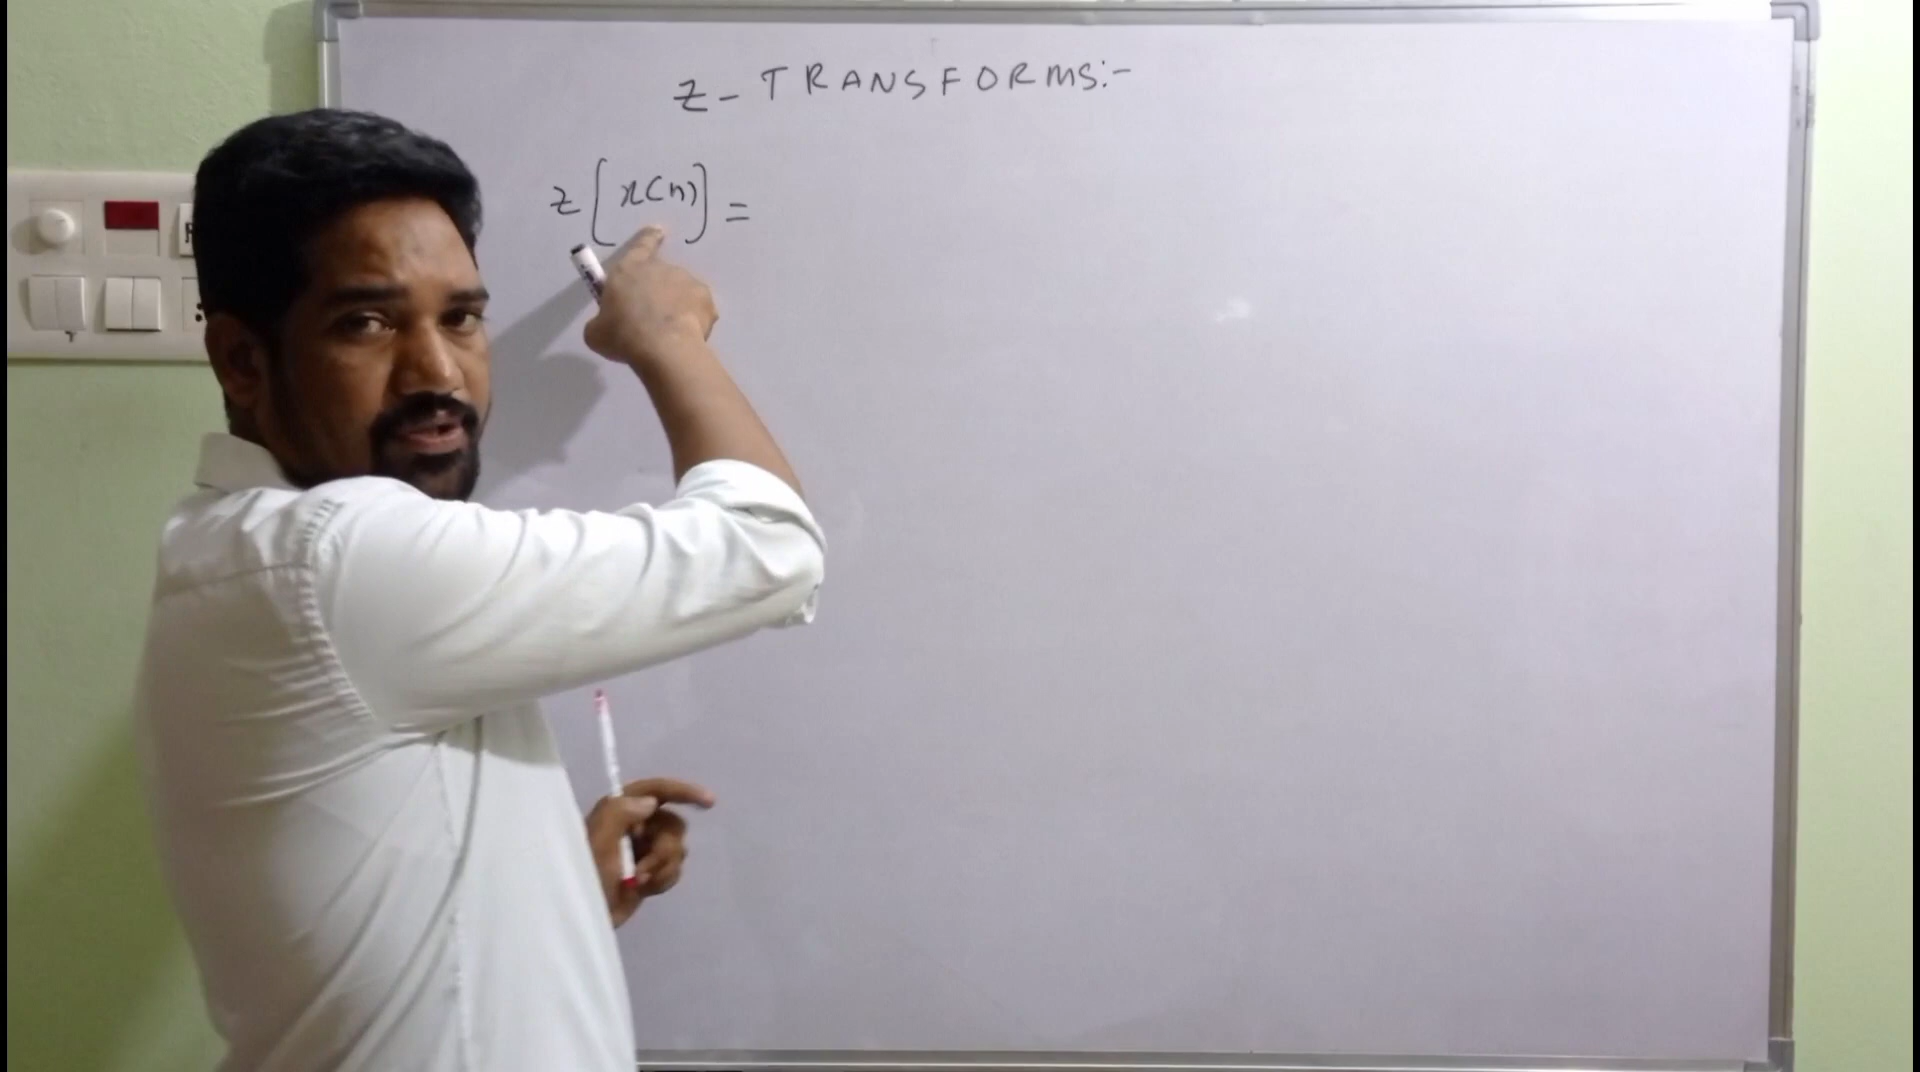 Z - TRANSFORMS:-
z[x(n)] =